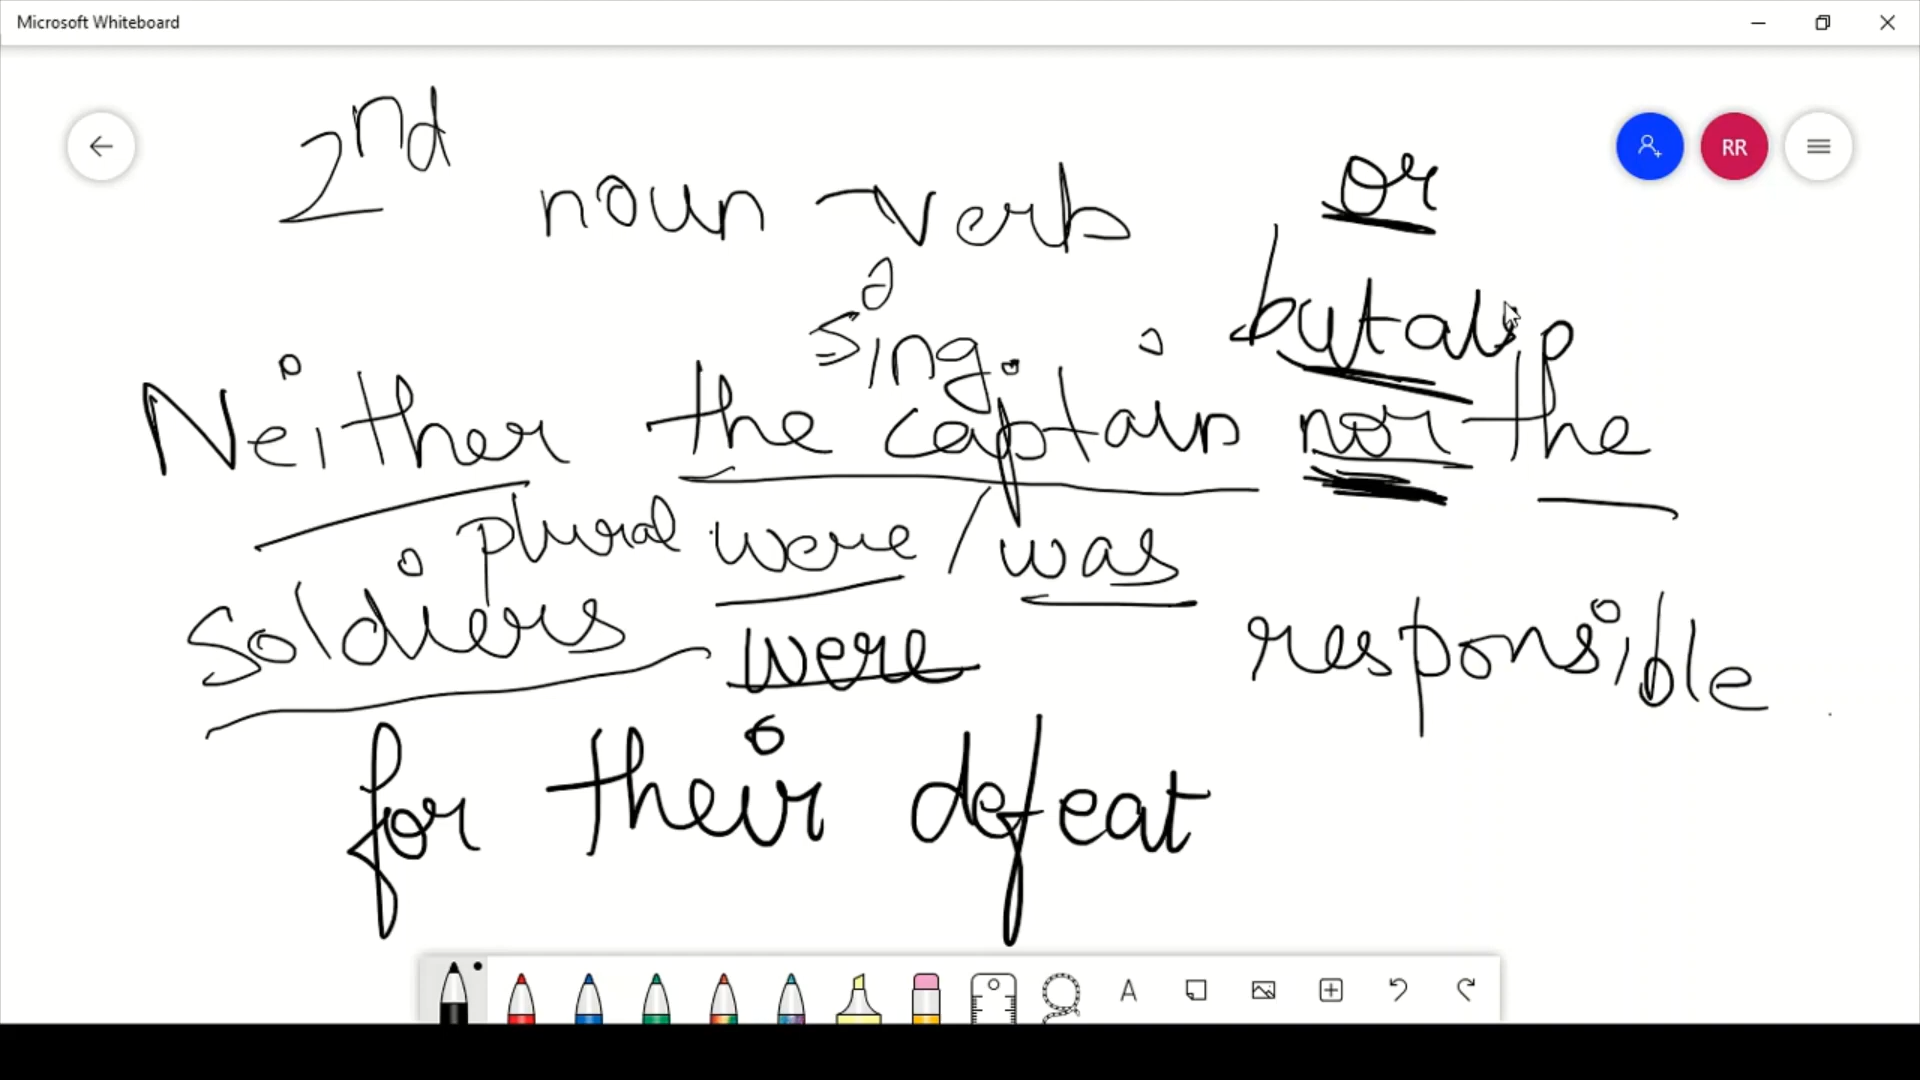 Microsoft Whiteboard
RR
2nd noun verb or
sing. but also
Neither the captain nor the
plural were / was
soldiers were responsible
for their defeat
A